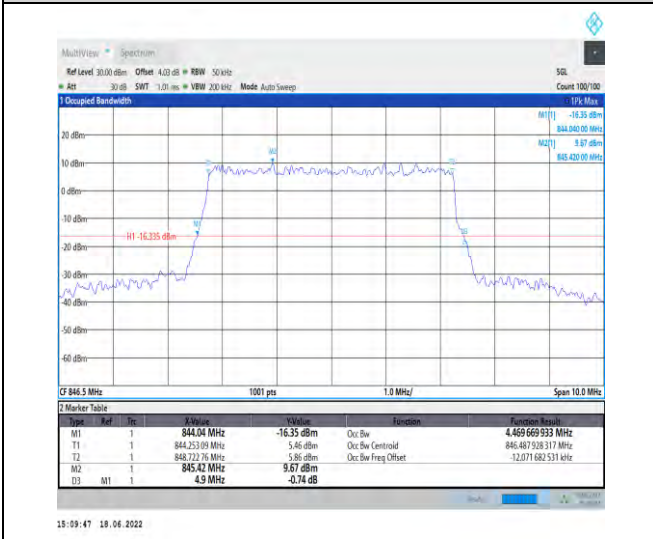 MultiView Spectrum
Ref Level 30.00 dBm Offset 4.03 dB RBW 50 kHz SGL
Att 30 dB SWT 1.01 ms VBW 200 kHz Mode Auto Sweep Count 100/100
1 Occupied Bandwidth 1Pk Max
M1[1] -16.35 dBm
844.040 00 MHz
20 dBm M2[1] 9.67 dBm
845.420 00 MHz
M2
10 dBm
0 dBm
-10 dBm
M1
H1 -16.335 dBm
-20 dBm
-30 dBm
-40 dBm
-50 dBm
-60 dBm
CF 846.5 MHz 1001 pts 1.0 MHz/ Span 10.0 MHz
2 Marker Table
Type Ref Trc X-Value Y-Value Function Function Result
M1 1 844.04 MHz -16.35 dBm Occ Bw 4.469 669 933 MHz
T1 1 844.253 09 MHz 5.46 dBm Occ Bw Centroid 846.487 928 317 MHz
T2 1 848.722 76 MHz 5.86 dBm Occ Bw Freq Offset -12.071 682 531 kHz
M2 1 845.42 MHz 9.67 dBm
D3 M1 1 4.9 MHz -0.74 dB
15:09:47 18.06.2022